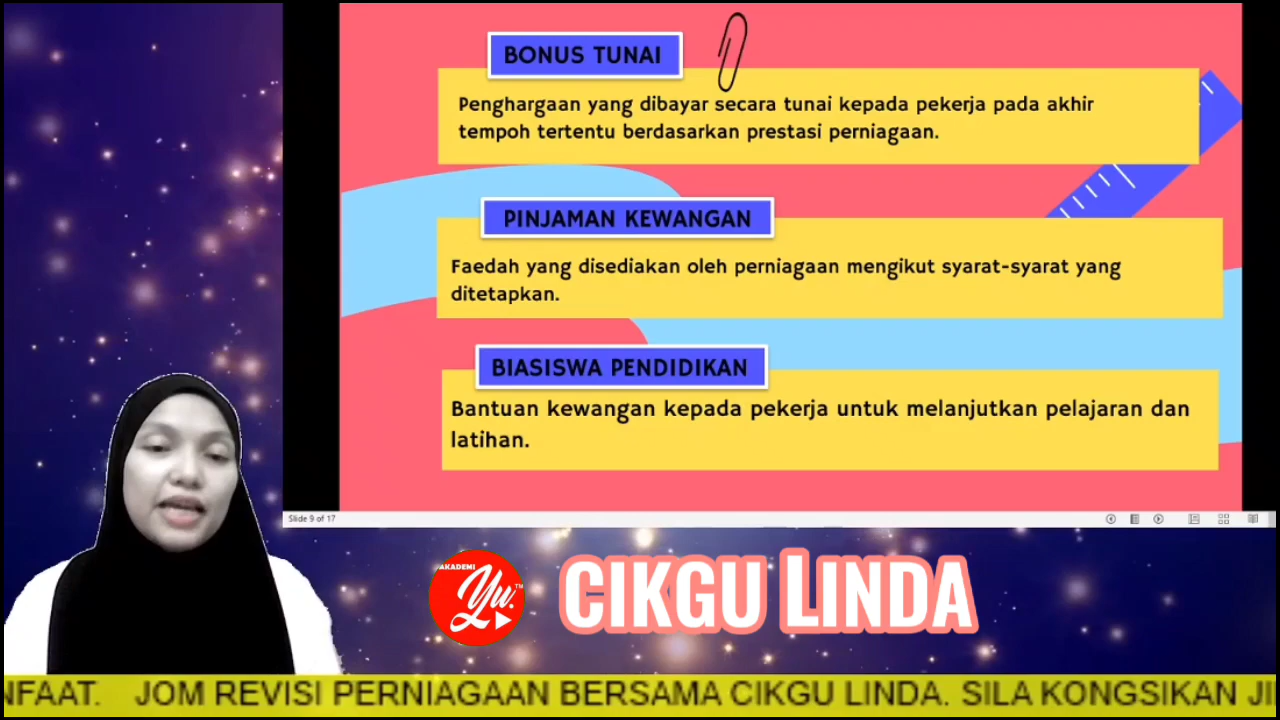 BONUS TUNAI
Penghargaan yang dibayar secara tunai kepada pekerja pada akhir
tempoh tertentu berdasarkan prestasi perniagaan.
PINJAMAN KEWANGAN
Faedah yang disediakan oleh perniagaan mengikut syarat-syarat yang
ditetapkan.
BIASISWA PENDIDIKAN
Bantuan kewangan kepada pekerja untuk melanjutkan pelajaran dan
latihan.
Slide 9 of 17
AKADEMI
Yu.™
CIKGU LINDA
NFAAT. JOM REVISI PERNIAGAAN BERSAMA CIKGU LINDA. SILA KONGSIKAN JI